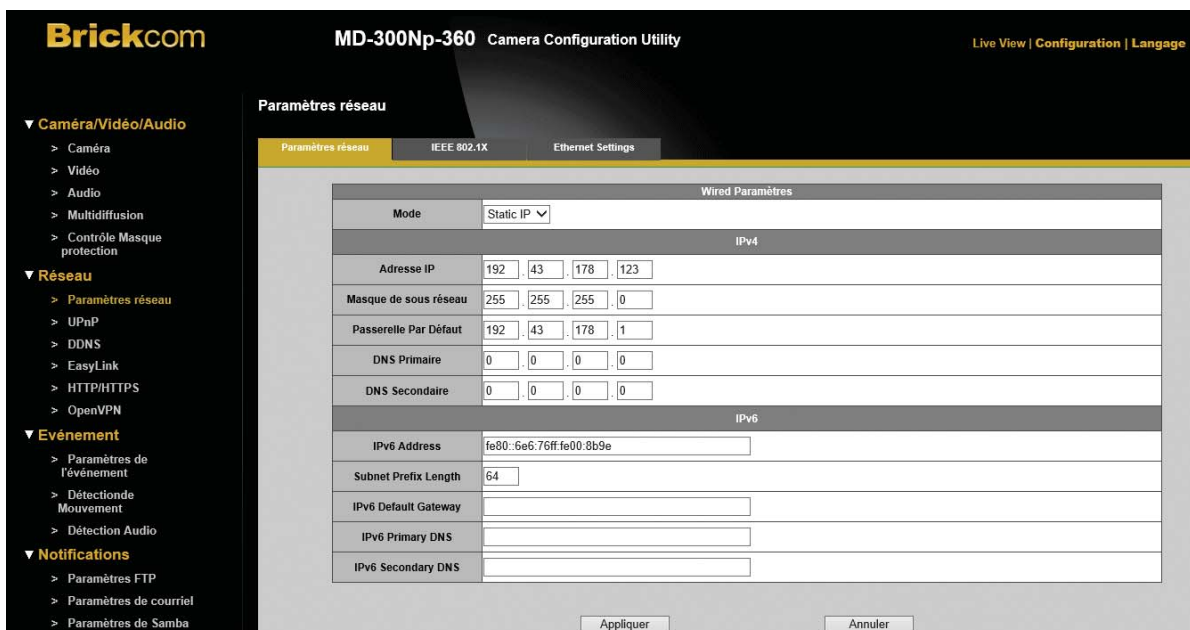 Brickcom
MD-300Np-360 Camera Configuration Utility
Live View | Configuration | Langage
▼ Caméra/Vidéo/Audio
> Caméra
> Vidéo
> Audio
> Multidiffusion
> Contrôle Masque
protection
▼ Réseau
> Paramètres réseau
> UPnP
> DDNS
> EasyLink
> HTTP/HTTPS
> OpenVPN
▼ Evénement
> Paramètres de
l'événement
> Détectionde
Mouvement
> Détection Audio
▼ Notifications
> Paramètres FTP
> Paramètres de courriel
> Paramètres de Samba
Paramètres réseau
Paramètres réseau IEEE 802.1X Ethernet Settings
Wired Paramètres
Mode Static IP
IPv4
Adresse IP 192 . 43 . 178 . 123
Masque de sous réseau 255 . 255 . 255 . 0
Passerelle Par Défaut 192 . 43 . 178 . 1
DNS Primaire 0 . 0 . 0 . 0
DNS Secondaire 0 . 0 . 0 . 0
IPv6
IPv6 Address fe80::6e6:76ff:fe00:8b9e
Subnet Prefix Length 64
IPv6 Default Gateway
IPv6 Primary DNS
IPv6 Secondary DNS
Appliquer Annuler